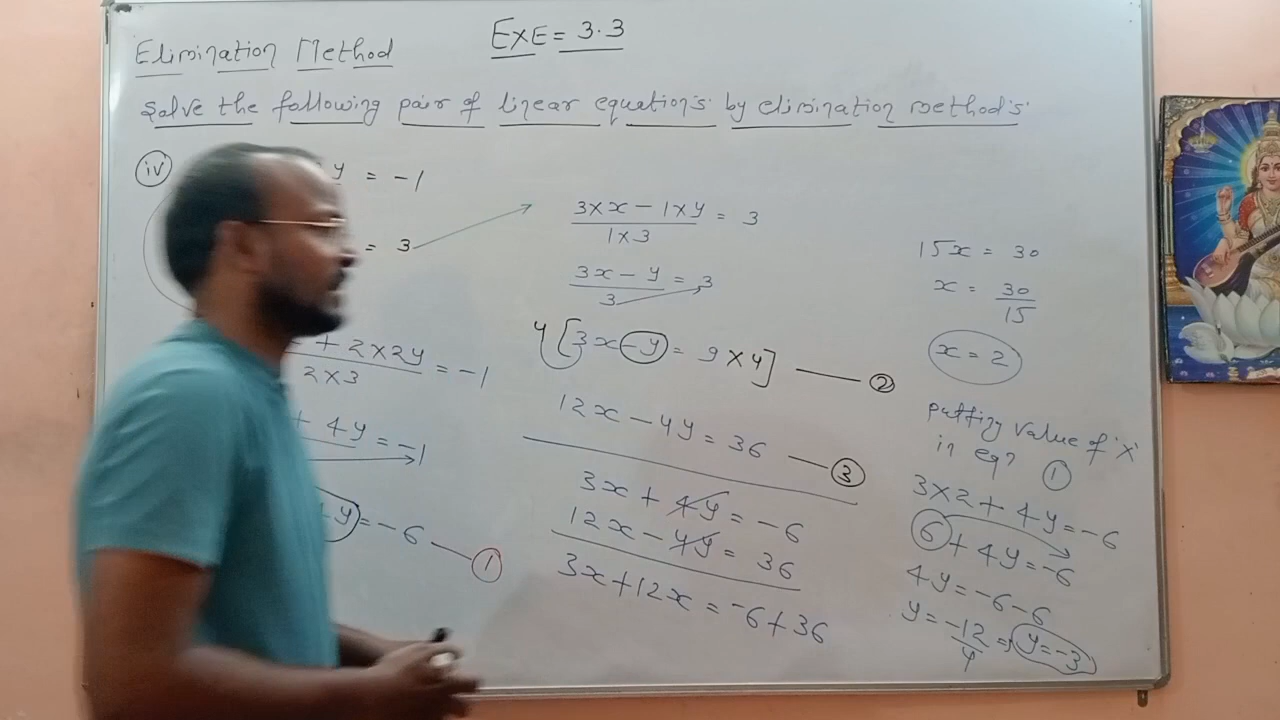 Elimination Method EXE = 3.3
Solve the following pair of linear equation's by elimination method's
(iv) y = -1
= 3
+ 2×2y = -1
2×3
+ 4y = -1
y = -6 — (1)
3×x - 1×y = 3
1×3
3x - y = 3
3
4[3x - y = 9 × 4] — (2)
12x - 4y = 36 — (3)
3x + 4y = -6
12x - 4y = 36
3x + 12x = -6 + 36
15x = 30
x = 30
15
x = 2
putting value of 'x'
in eqn (1)
3×2 + 4y = -6
6 + 4y = -6
4y = -6-6
y = -12 ⇒ y = -3
4